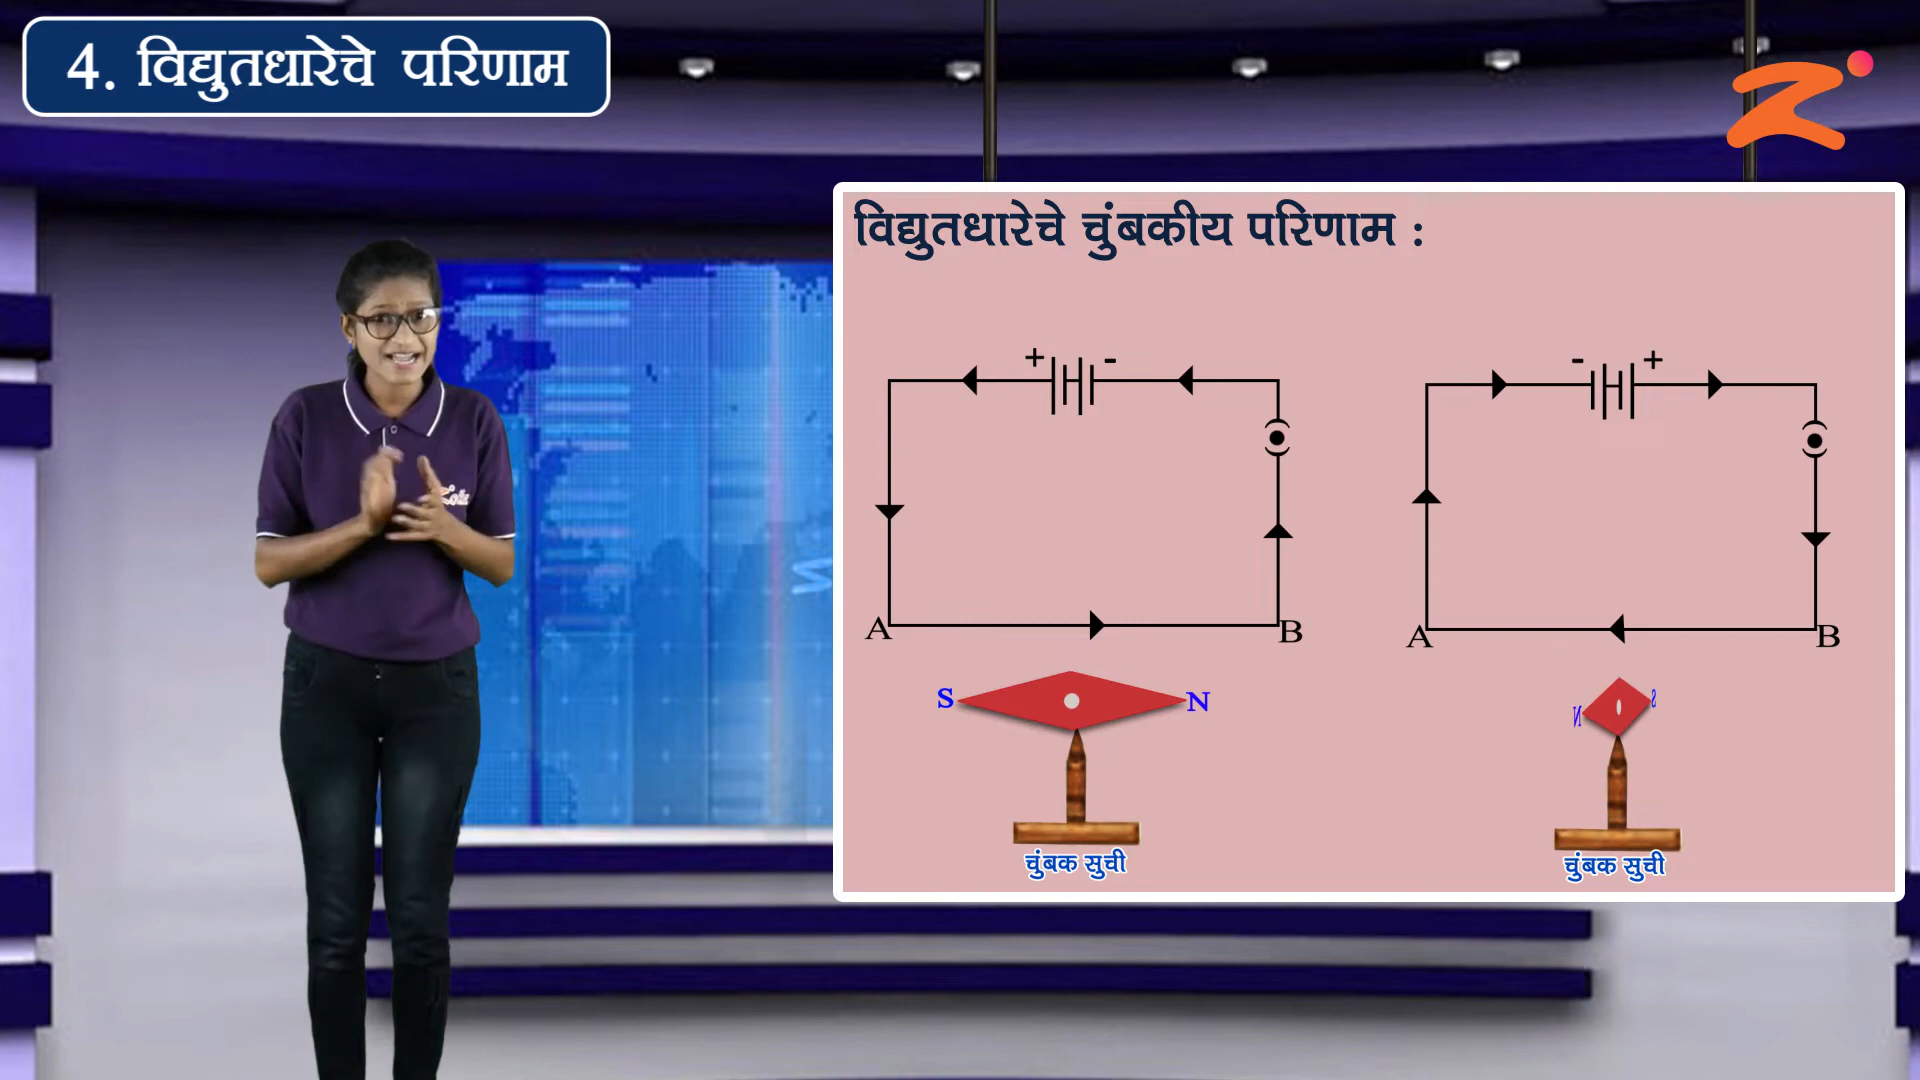 4. विद्युतधारेचे परिणाम
विद्युतधारेचे चुंबकीय परिणाम :
+ -
- +
A B
A B
S N
N S
चुंबक सुची
चुंबक सुची